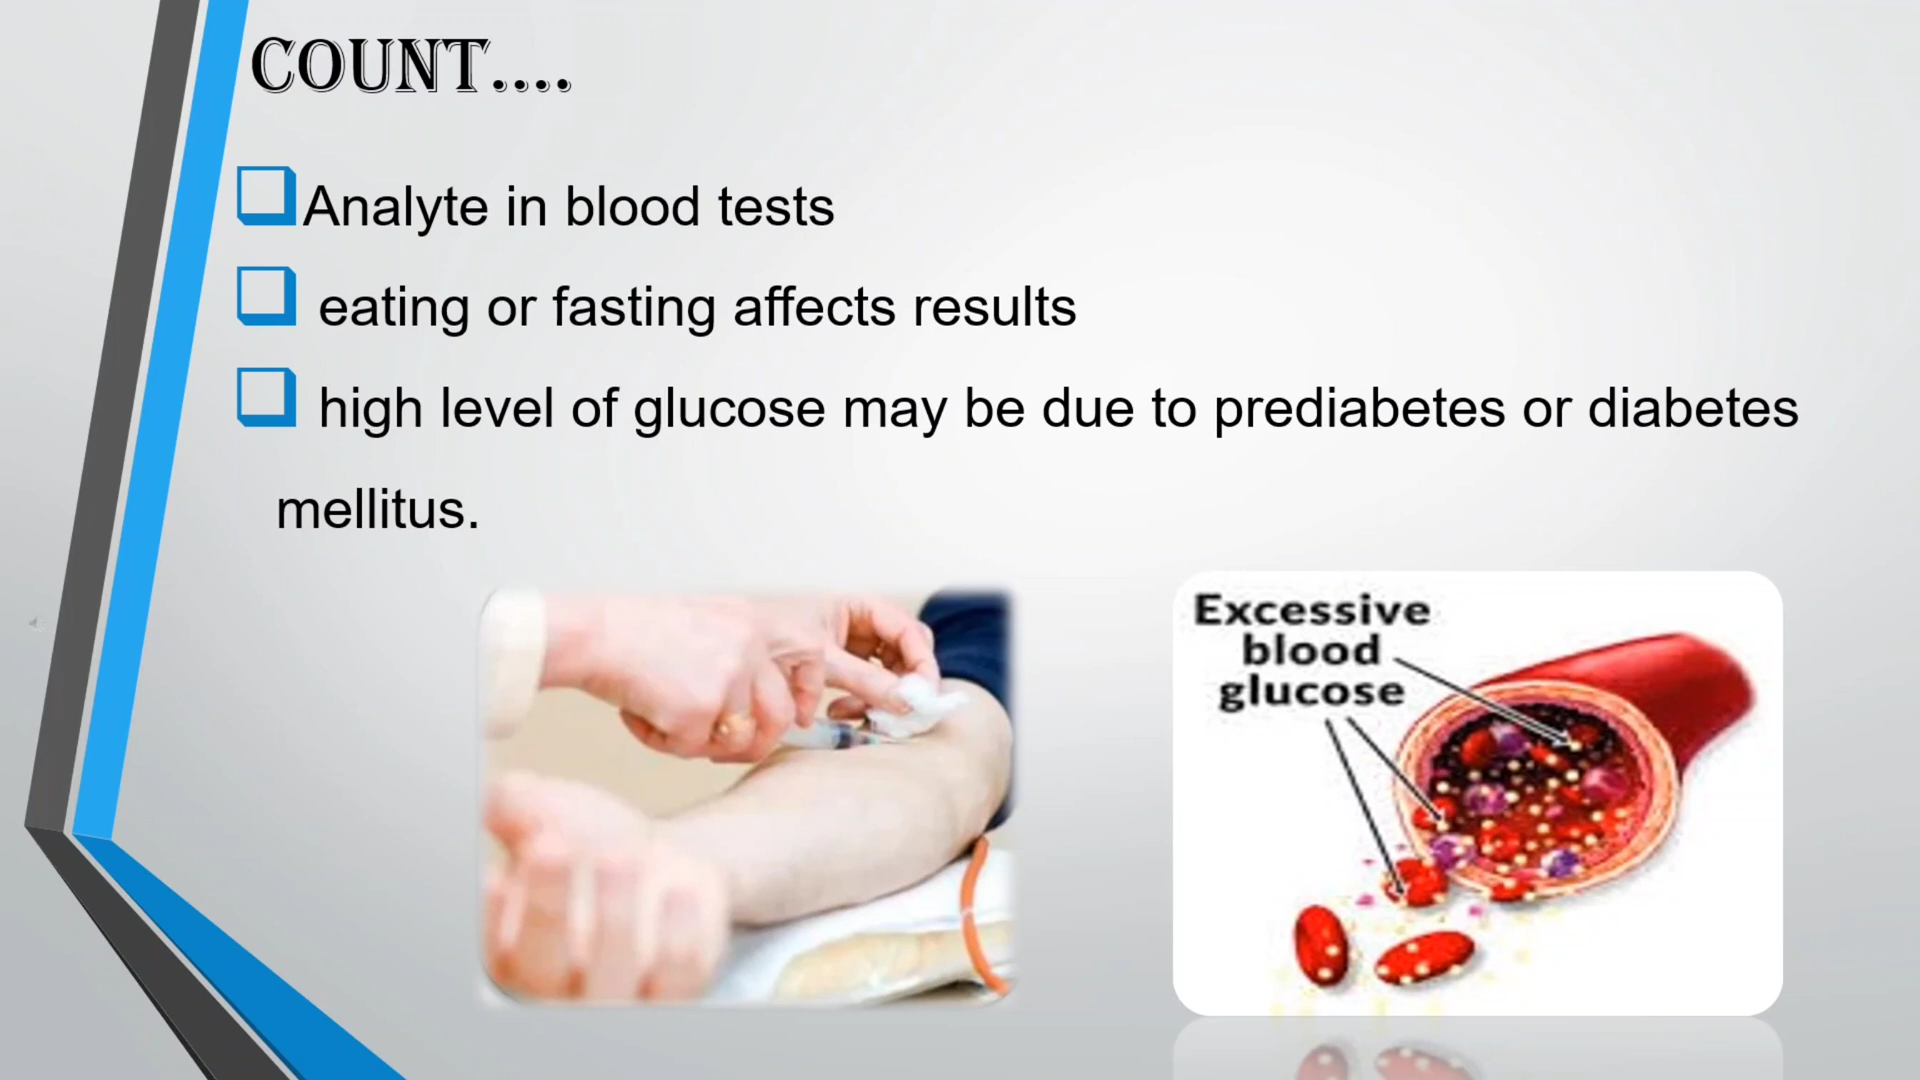 COUNT....
Analyte in blood tests
eating or fasting affects results
high level of glucose may be due to prediabetes or diabetes
mellitus.
Excessive
blood
glucose